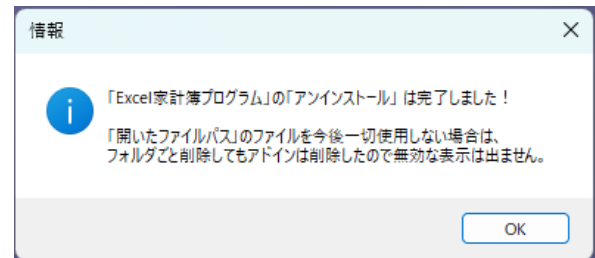 情報
「Excel家計簿プログラム」の「アンインストール」 は完了しました！
「開いたファイルパス」のファイルを今後一切使用しない場合は、
フォルダごと削除してもアドインは削除したので無効な表示は出ません。
OK